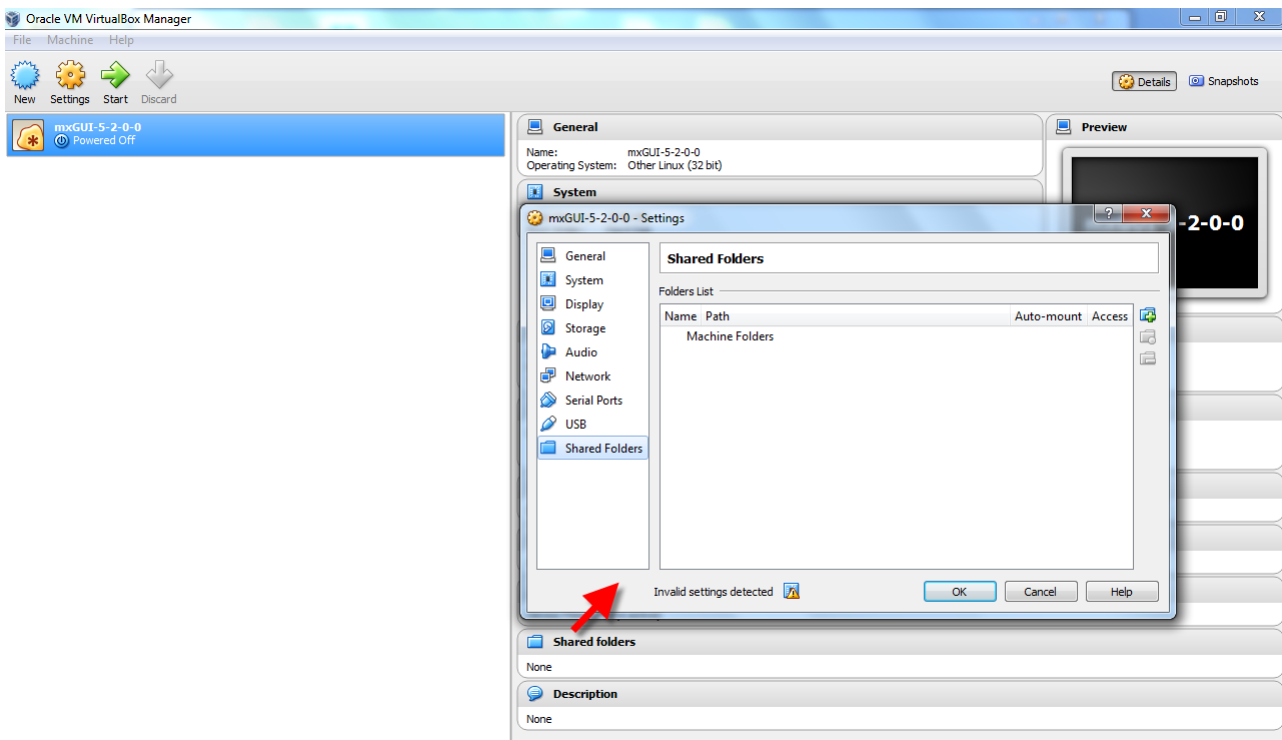 Oracle VM VirtualBox Manager
File Machine Help
New Settings Start Discard
Details Snapshots
mxGUI-5-2-0-0
Powered Off
General
Name: mxGUI-5-2-0-0
Operating System: Other Linux (32 bit)
System
Preview
-2-0-0
mxGUI-5-2-0-0 - Settings
General
System
Display
Storage
Audio
Network
Serial Ports
USB
Shared Folders
Shared Folders
Folders List
Name Path Auto-mount Access
Machine Folders
Invalid settings detected
OK Cancel Help
Shared folders
None
Description
None